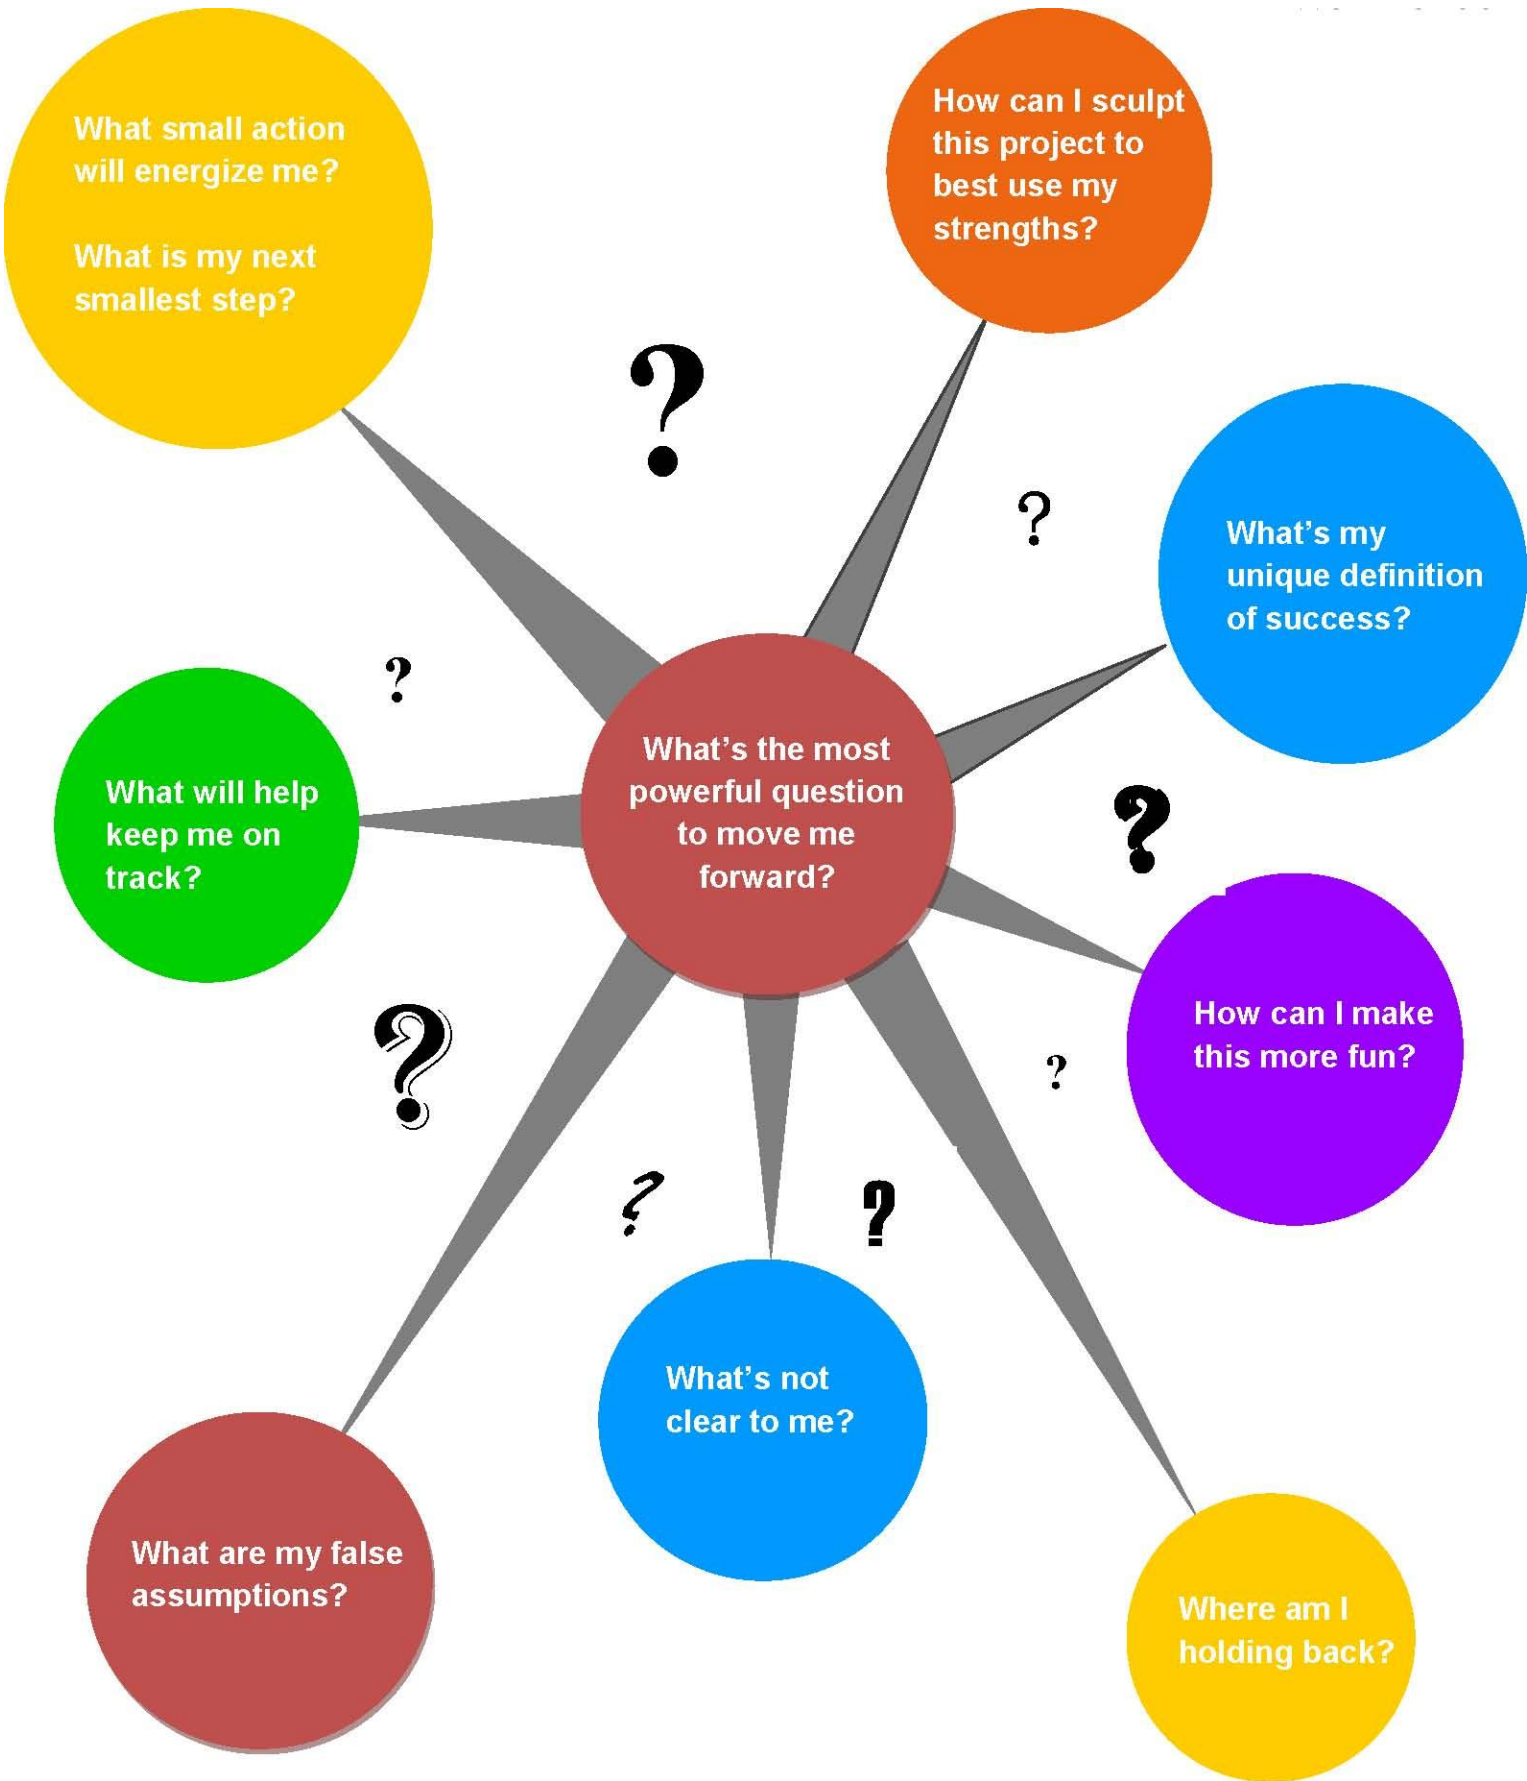 What small action
will energize me?
What is my next
smallest step?
How can I sculpt
this project to
best use my
strengths?
?
?
What's my
unique definition
of success?
?
What's the most
powerful question
to move me
forward?
What will help
keep me on
track?
?
?
How can I make
this more fun?
?
?
?
What's not
clear to me?
What are my false
assumptions?
Where am I
holding back?